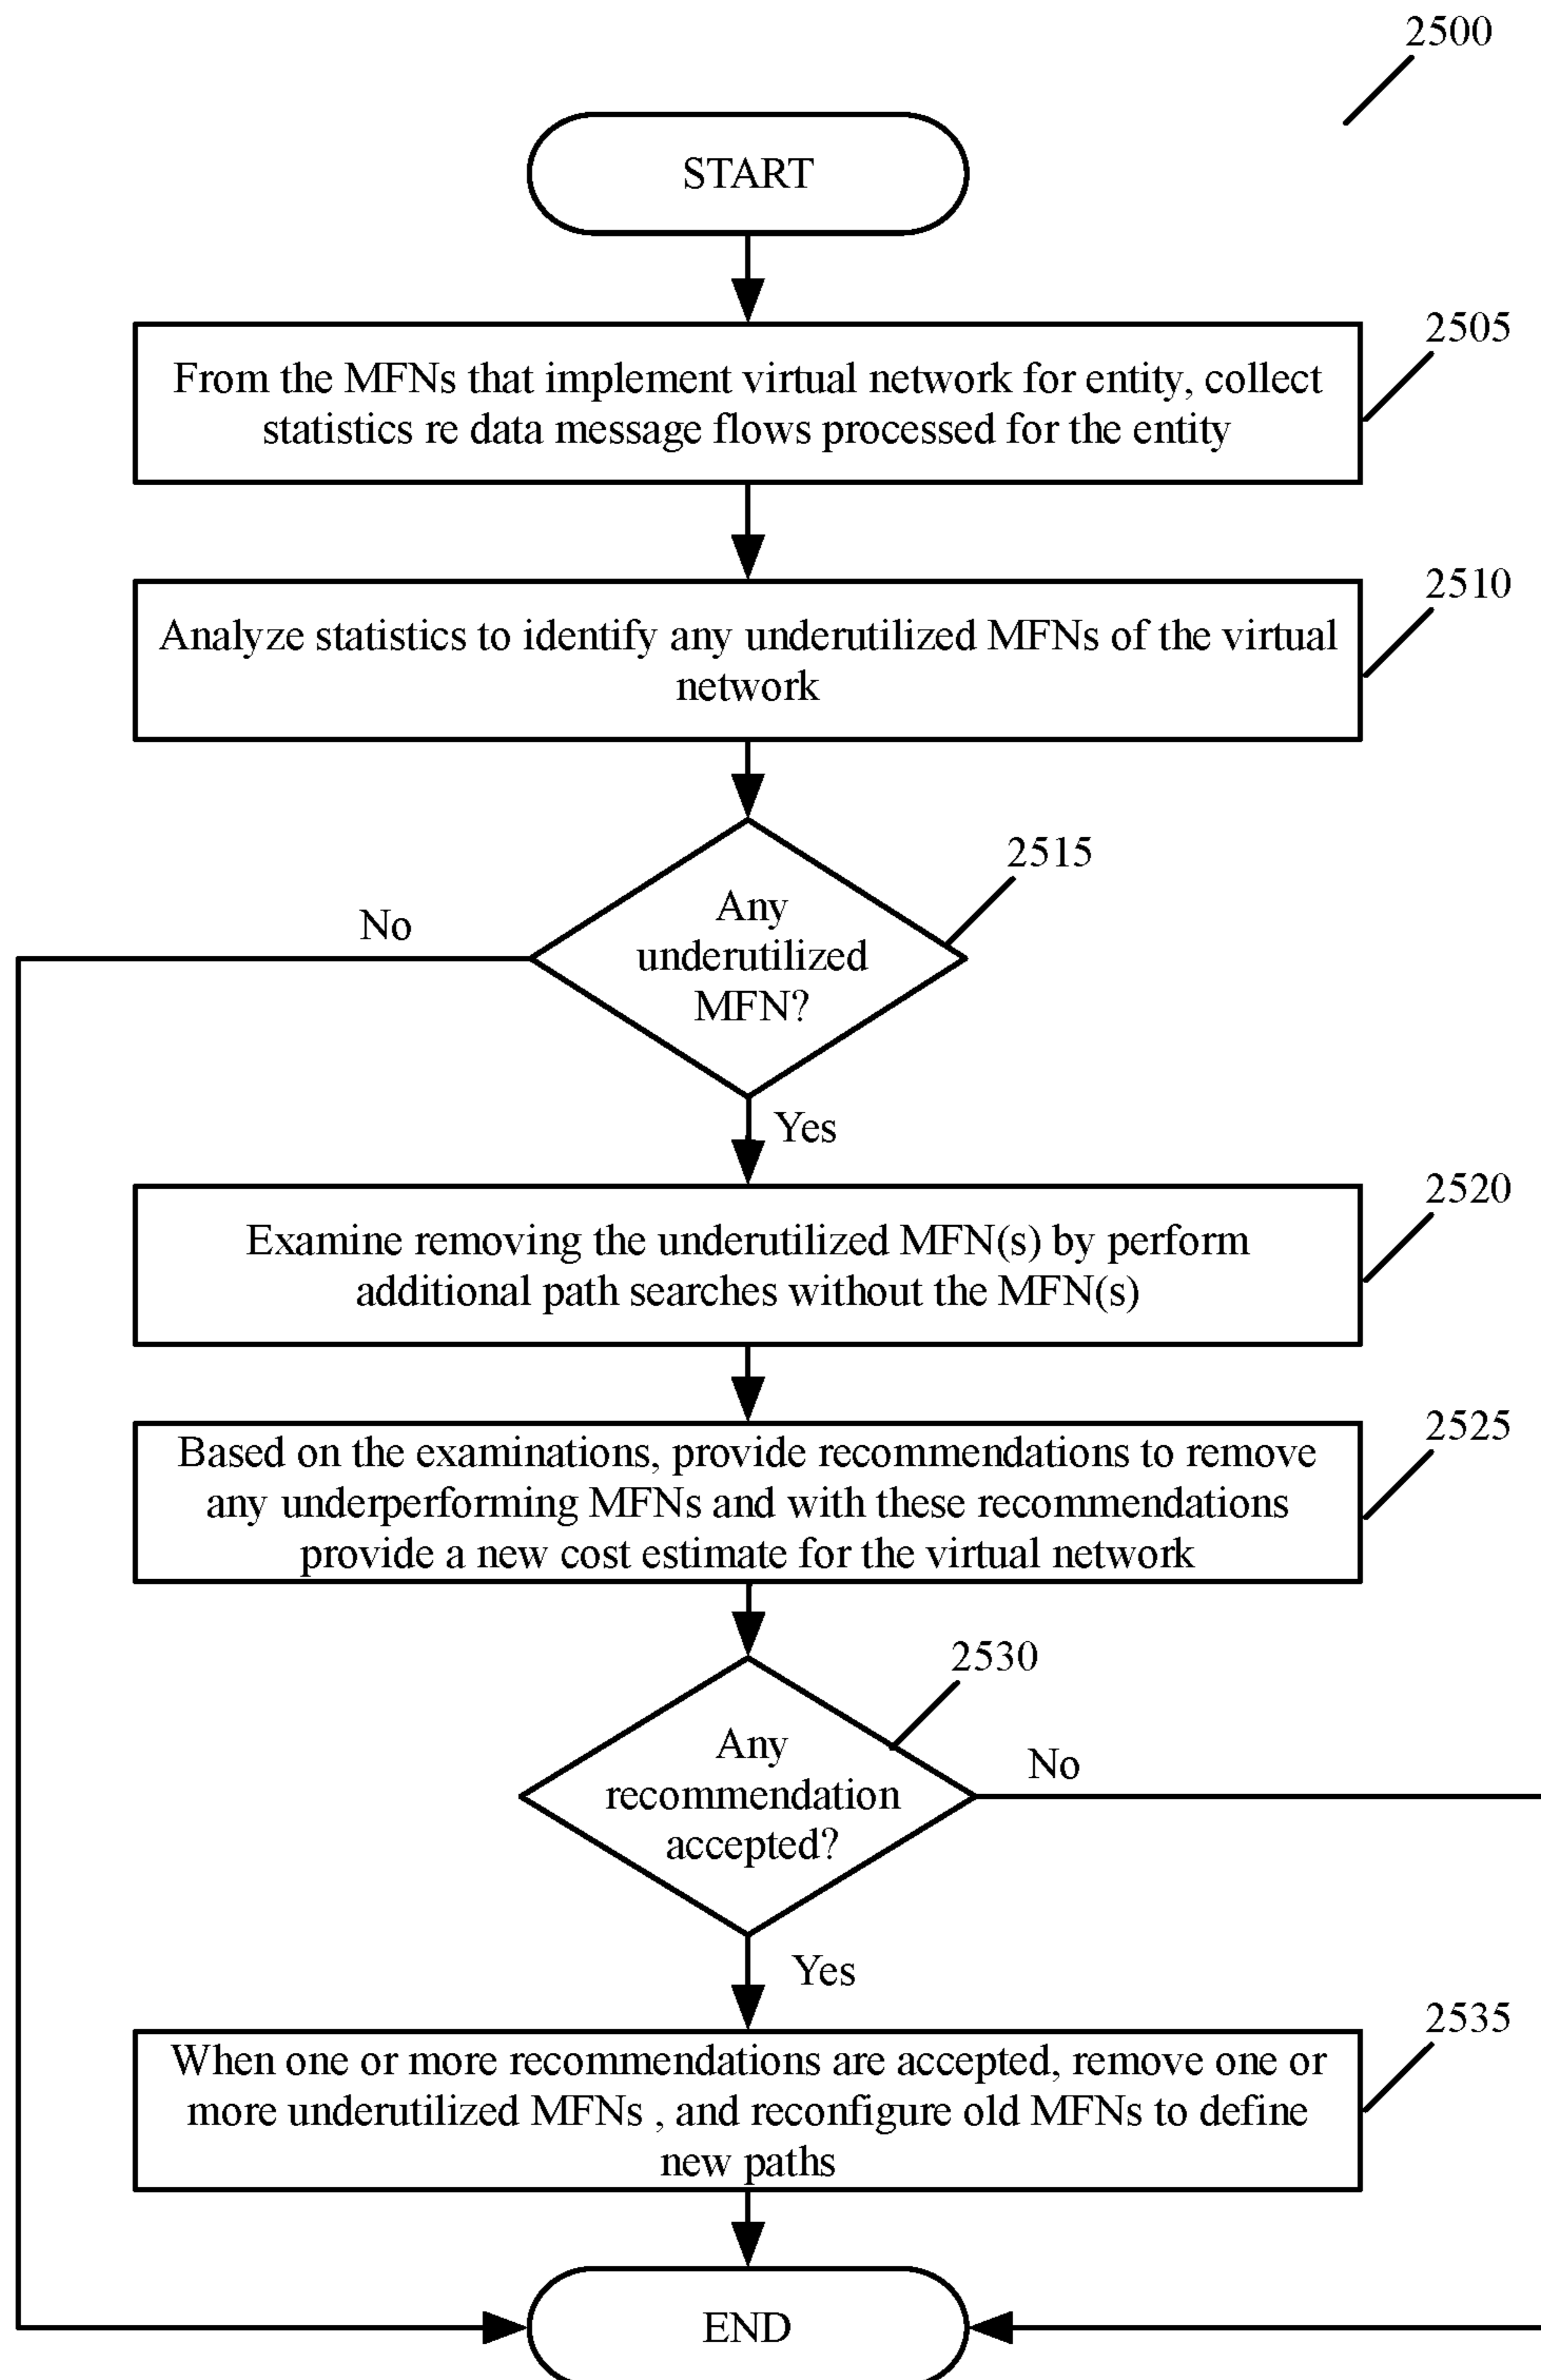 2500
START
2505
From the MFNs that implement virtual network for entity, collect
statistics re data message flows processed for the entity
2510
Analyze statistics to identify any underutilized MFNs of the virtual
network
2515
No
Any
underutilized
MFN?
Yes
2520
Examine removing the underutilized MFN(s) by perform
additional path searches without the MFN(s)
2525
Based on the examinations, provide recommendations to remove
any underperforming MFNs and with these recommendations
provide a new cost estimate for the virtual network
2530
Any
recommendation
accepted?
No
Yes
2535
When one or more recommendations are accepted, remove one or
more underutilized MFNs , and reconfigure old MFNs to define
new paths
END